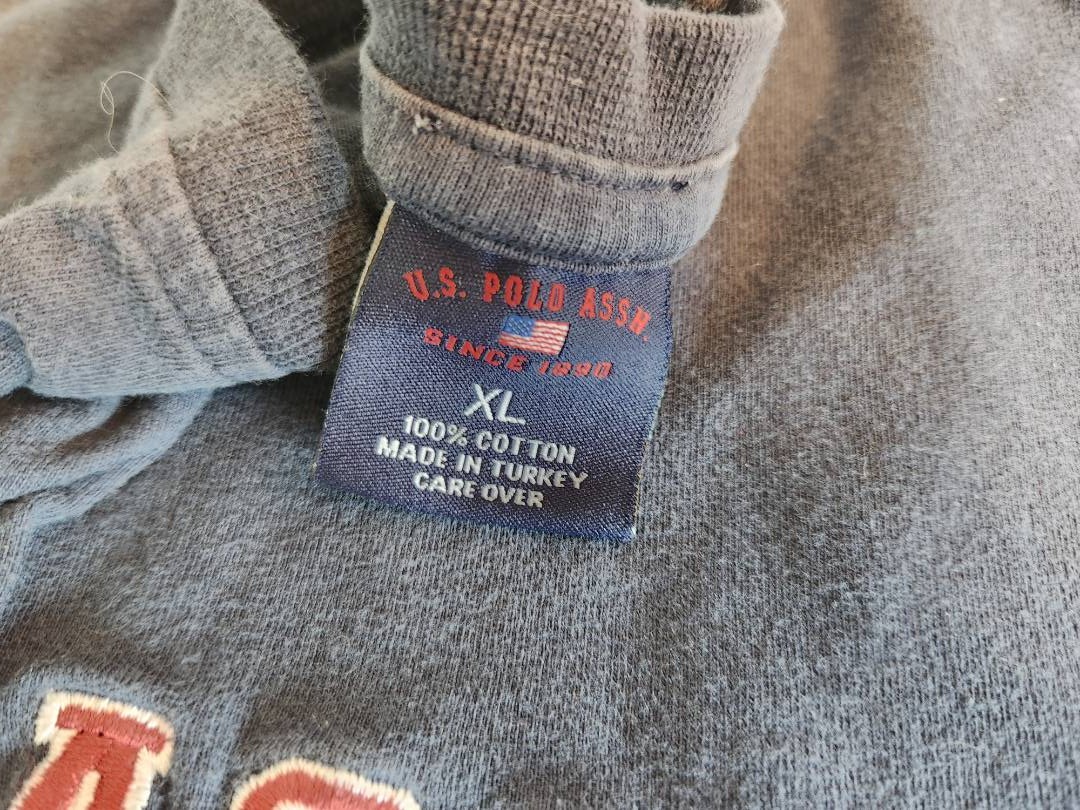 U.S. POLO ASSN.
SINCE 1890
XL
100% COTTON
MADE IN TURKEY
CARE OVER